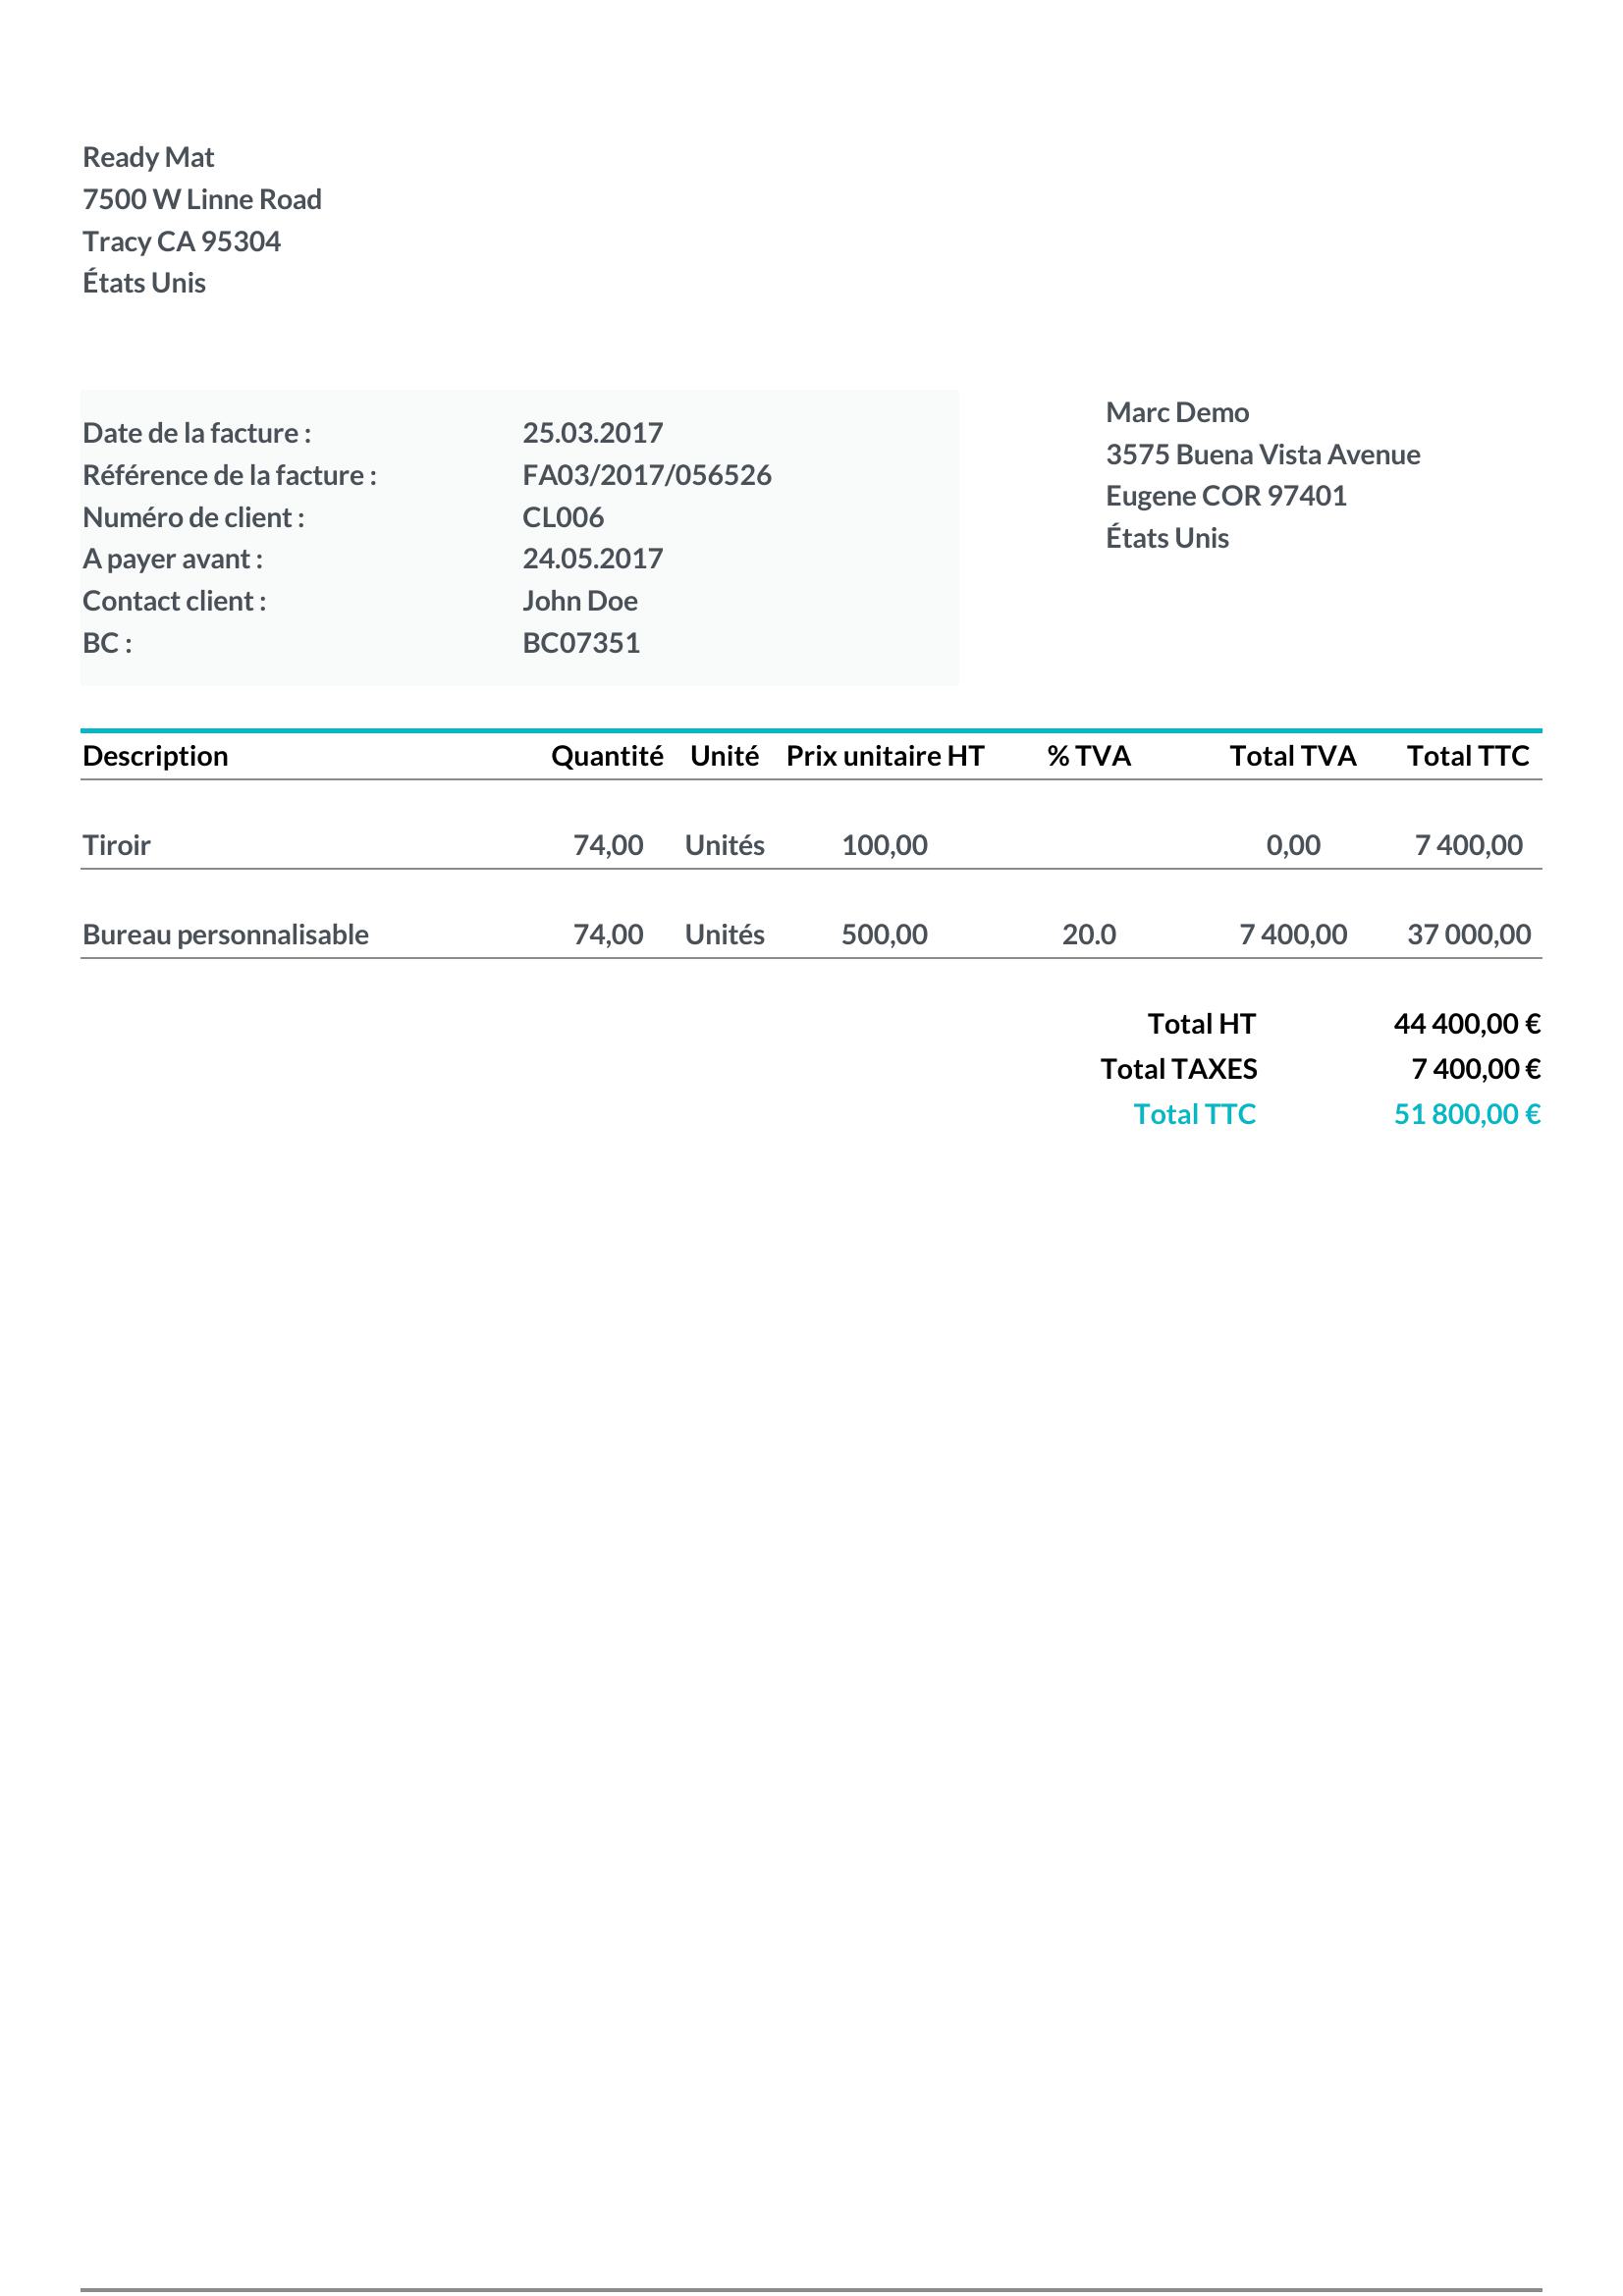 Ready Mat
7500 W Linne Road
Tracy CA 95304
États Unis
Date de la facture : 25.03.2017
Référence de la facture : FA03/2017/056526
Numéro de client : CL006
A payer avant : 24.05.2017
Contact client : John Doe
BC : BC07351
Marc Demo
3575 Buena Vista Avenue
Eugene COR 97401
États Unis
Description Quantité Unité Prix unitaire HT % TVA Total TVA Total TTC
Tiroir 74,00 Unités 100,00 0,00 7 400,00
Bureau personnalisable 74,00 Unités 500,00 20.0 7 400,00 37 000,00
Total HT 44 400,00 €
Total TAXES 7 400,00 €
Total TTC 51 800,00 €